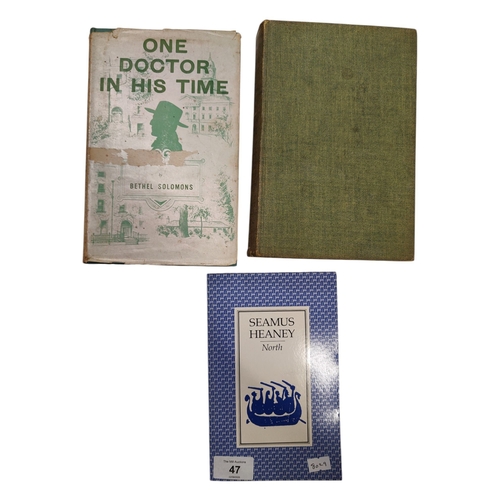 ONE
DOCTOR
IN HIS TIME
BETHEL SOLOMONS
SEAMUS
HEANEY
North
47